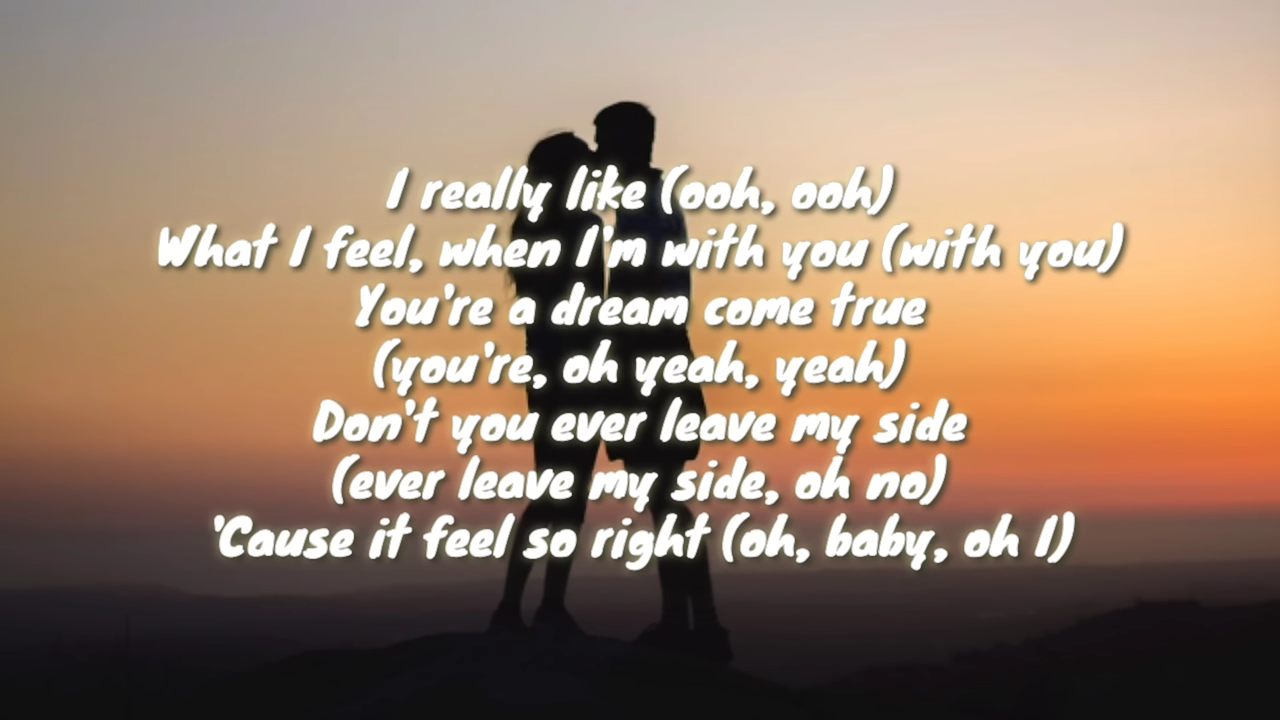 I really like (ooh, ooh)
What I feel, when I'm with you (with you)
You're a dream come true
(you're, oh yeah, yeah)
Don't you ever leave my side
(ever leave my side, oh no)
'Cause it feel so right (oh, baby, oh I)